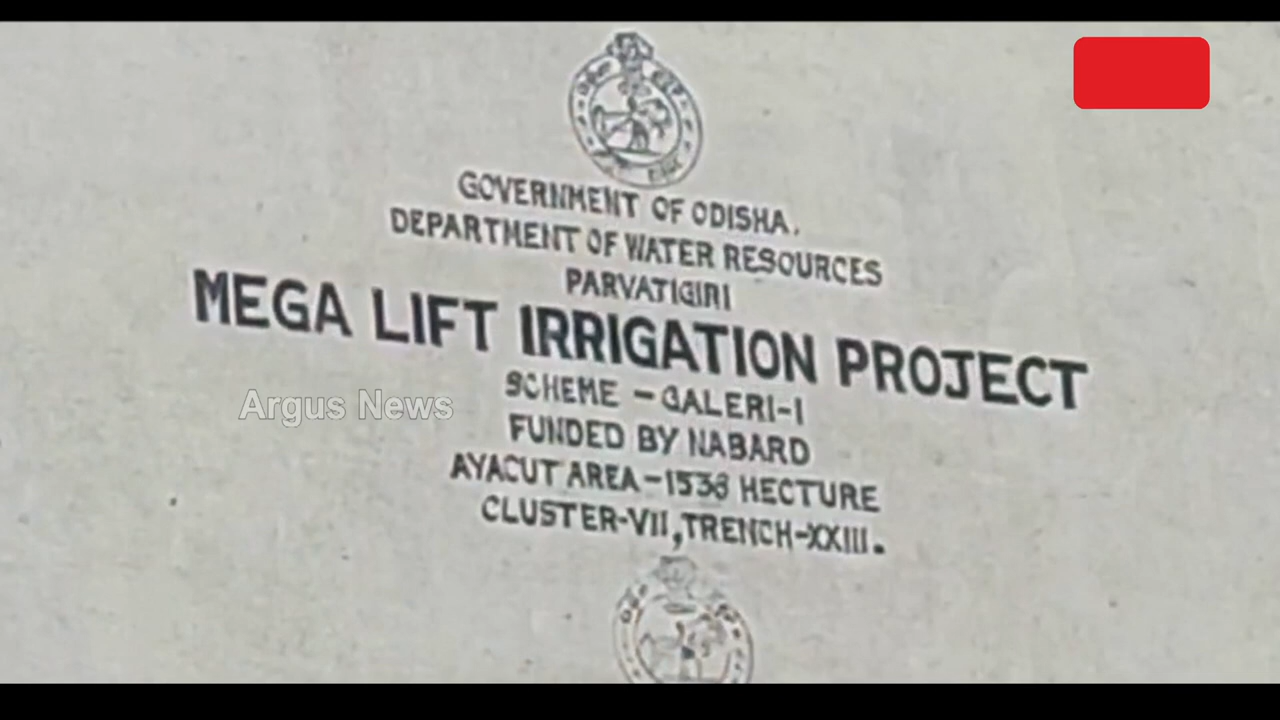 GOVERNMENT OF ODISHA.
DEPARTMENT OF WATER RESOURCES
PARVATIGIRI
MEGA LIFT IRRIGATION PROJECT
SCHEME - GALERI-I
FUNDED BY NABARD
AYACUT AREA-1538 HECTURE
CLUSTER-VII, TRENCH-XXIII.
Argus News